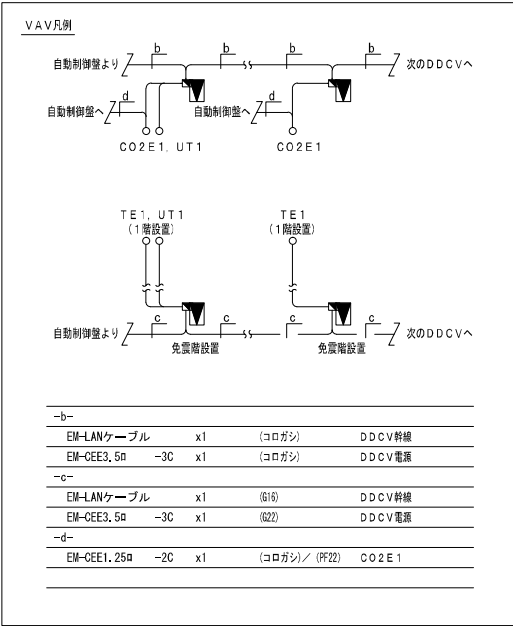 VAV凡例
b b b b
自動制御盤より 次のDDCVへ
d d
自動制御盤へ 自動制御盤へ
CO2E1, UT1 CO2E1
TE1, UT1 TE1
(1階設置) (1階設置)
c c c c
自動制御盤より 次のDDCVへ
免震階設置 免震階設置
-b-
EM-LANケーブル x1 (コロガシ) DDCV幹線
EM-CEE3.5□ -3C x1 (コロガシ) DDCV電源
-c-
EM-LANケーブル x1 (G16) DDCV幹線
EM-CEE3.5□ -3C x1 (G22) DDCV電源
-d-
EM-CEE1.25□ -2C x1 (コロガシ)/(PF22) CO2E1